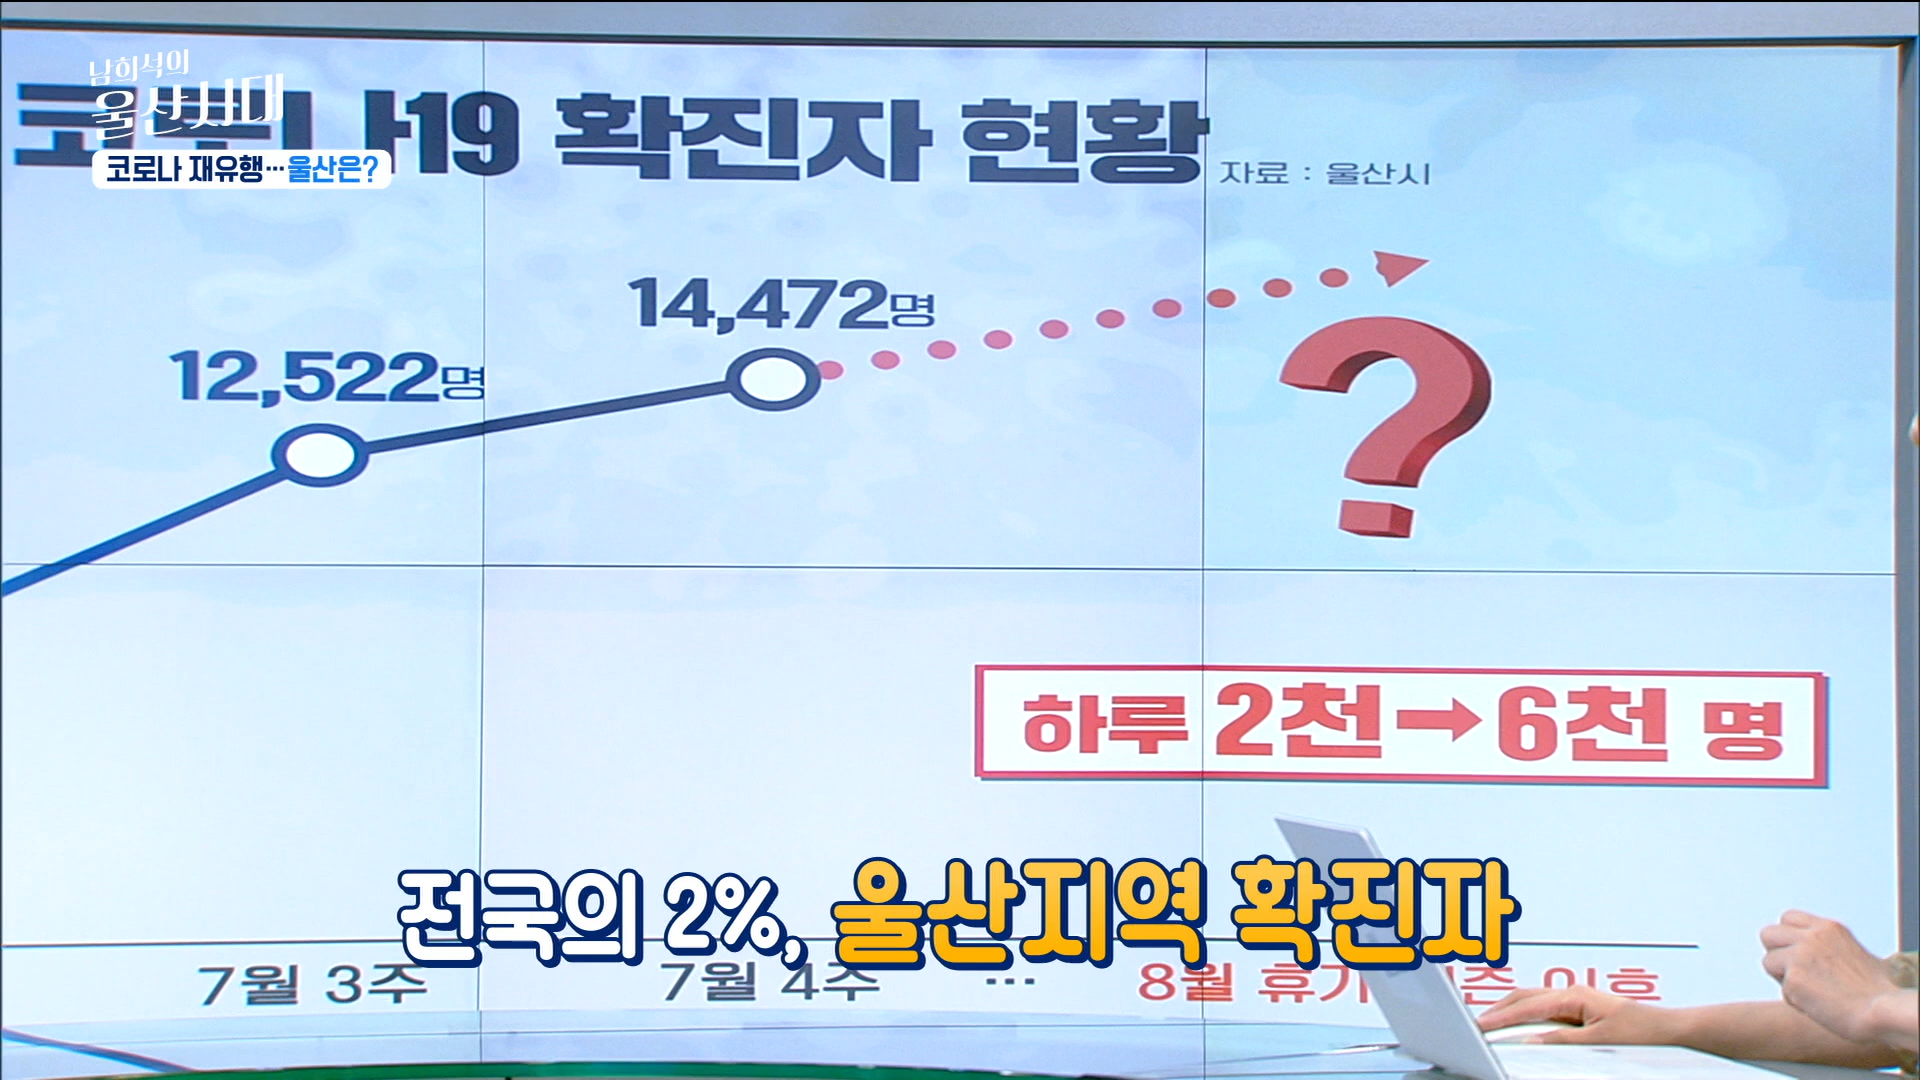 남희석의
울산시대
코로나 재유행…울산은?
19 확진자 현황
자료 : 울산시
14,472명
12,522명
?
하루 2천→6천 명
전국의 2%, 울산지역 확진자
7월 3주 7월 4주 … 8월 휴가 이후